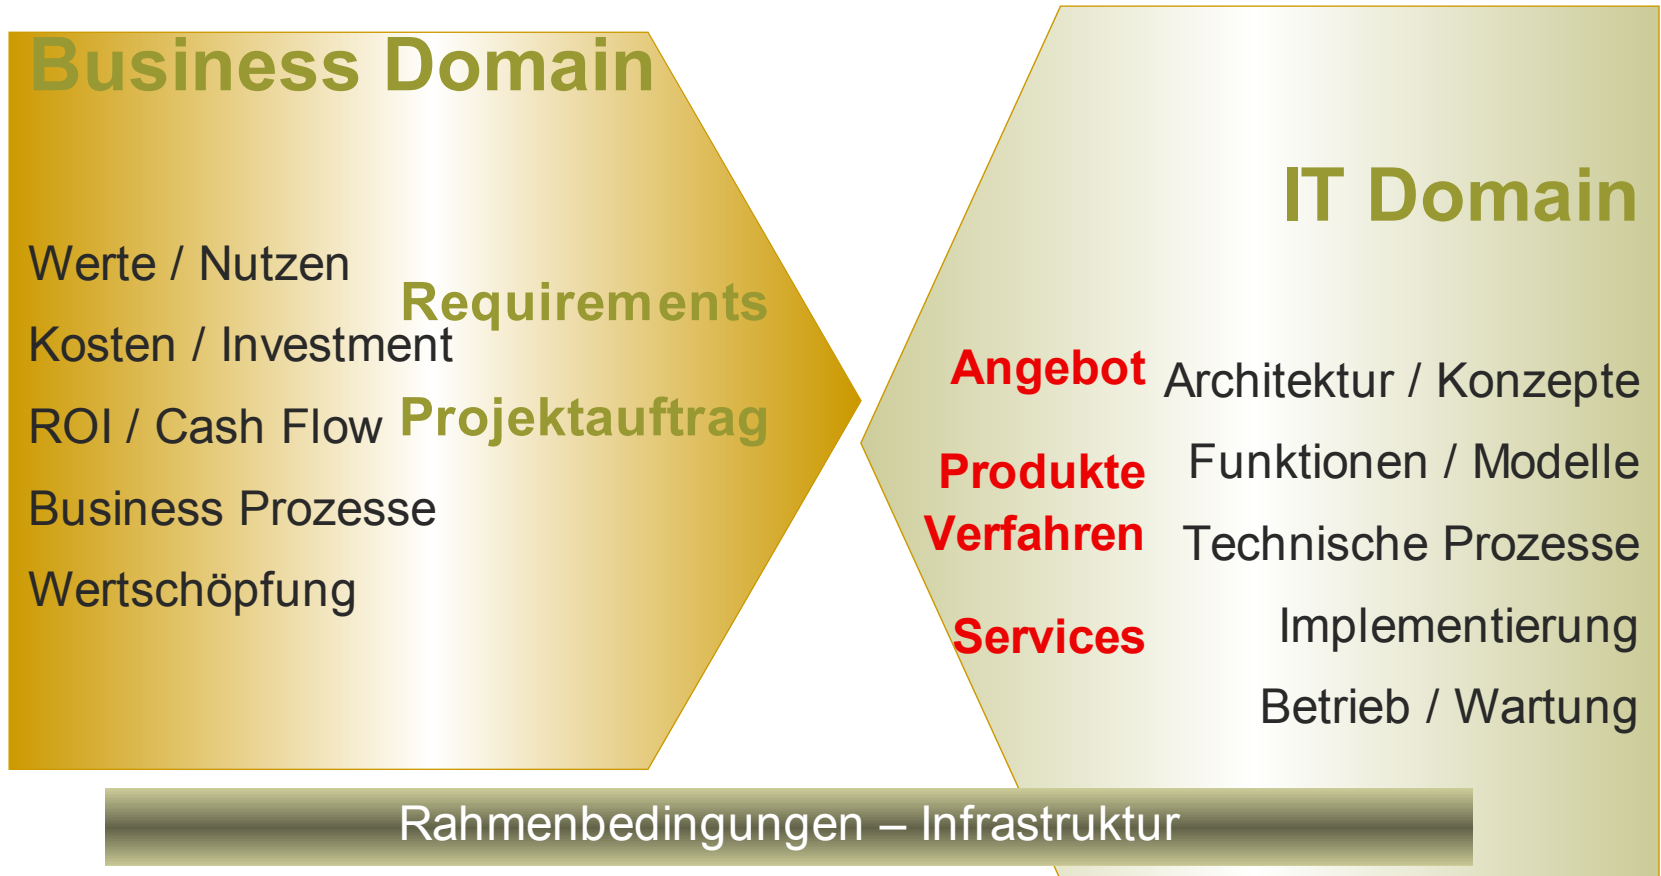 Business Domain
Werte / Nutzen
Kosten / Investment
ROI / Cash Flow
Business Prozesse
Wertschöpfung
Requirements
Projektauftrag
IT Domain
Angebot
Produkte
Verfahren
Services
Architektur / Konzepte
Funktionen / Modelle
Technische Prozesse
Implementierung
Betrieb / Wartung
Rahmenbedingungen – Infrastruktur